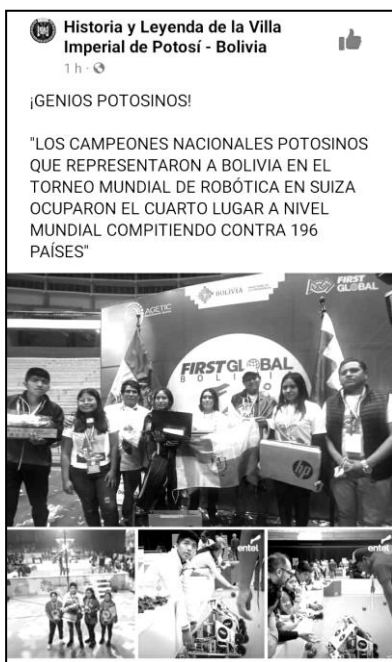 Historia y Leyenda de la Villa
Imperial de Potosí - Bolivia
1 h ·
¡GENIOS POTOSINOS!
"LOS CAMPEONES NACIONALES POTOSINOS
QUE REPRESENTARON A BOLIVIA EN EL
TORNEO MUNDIAL DE ROBÓTICA EN SUIZA
OCUPARON EL CUARTO LUGAR A NIVEL
MUNDIAL COMPITIENDO CONTRA 196
PAÍSES"
AGETIC
BOLIVIA
FIRST
GLOBAL
FIRST GLOBAL
BOLIVIA
hp
entel
entel